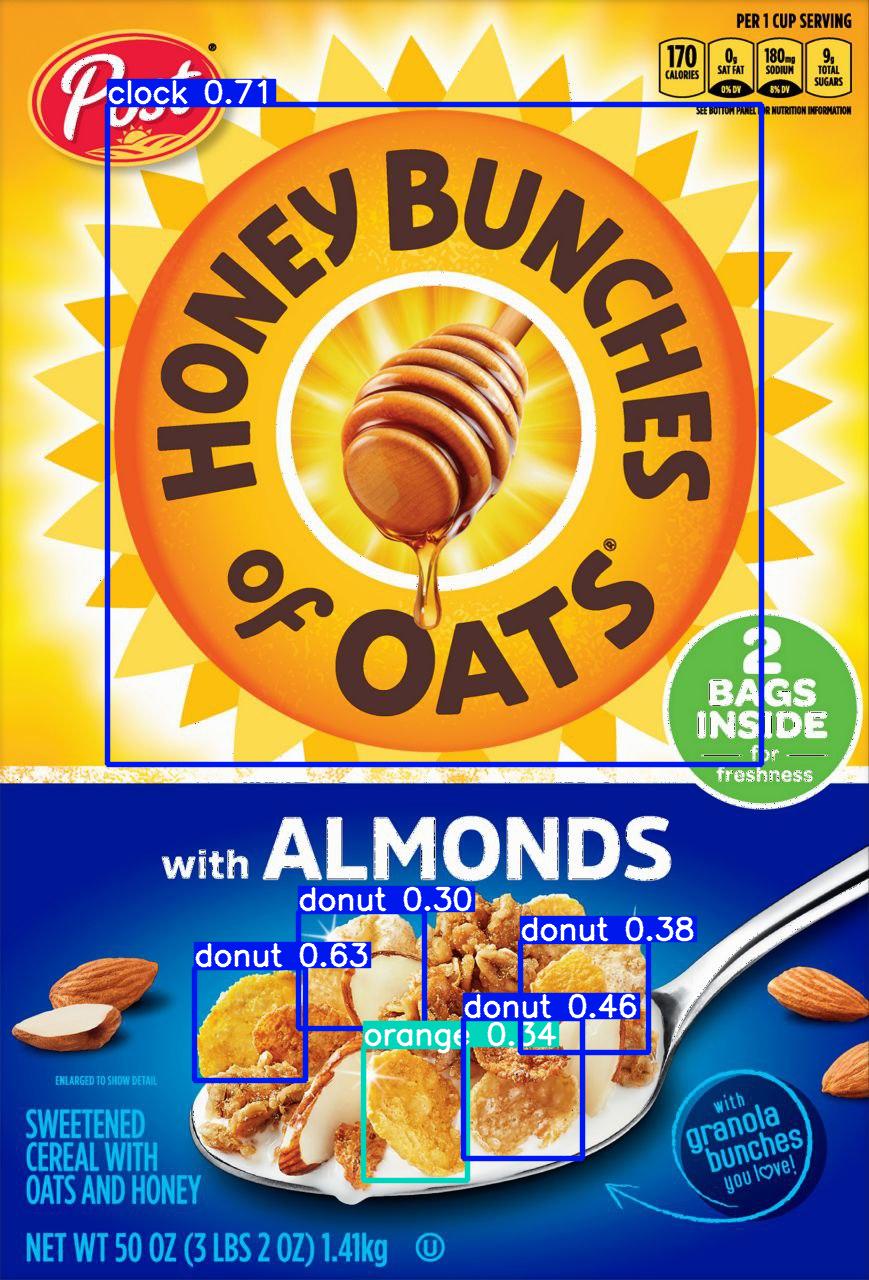 PER 1 CUP SERVING
170 CALORIES
0g SAT FAT 0% DV
180mg SODIUM 8% DV
9g TOTAL SUGARS
SEE BOTTOM PANEL FOR NUTRITION INFORMATION
Post
clock 0.71
HONEY BUNCHES
of OATS®
2
BAGS
INSIDE
for
freshness
with ALMONDS
donut 0.30
donut 0.38
donut 0.63
donut 0.46
orange 0.34
ENLARGED TO SHOW DETAIL
SWEETENED
CEREAL WITH
OATS AND HONEY
with
granola
bunches
you l♡ve!
NET WT 50 OZ (3 LBS 2 OZ) 1.41kg U